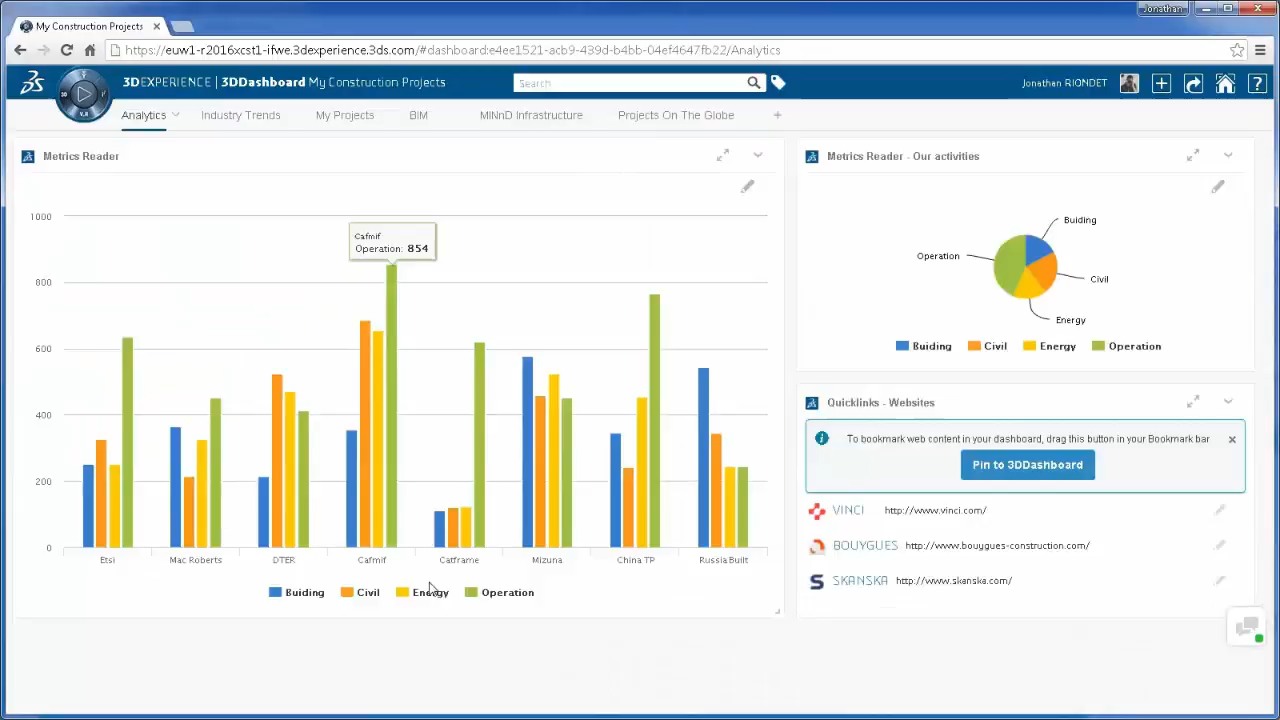 Jonathan
My Construction Projects
https://euw1-r2016xcst1-ifwe.3dexperience.3ds.com/#dashboard:e4ee1521-acb9-439d-b4bb-04ef4647fb22/Analytics
3DEXPERIENCE | 3DDashboard My Construction Projects
Search
Jonathan RIONDET
3D
V.R
Analytics
Industry Trends
My Projects
BIM
MINnD Infrastructure
Projects On The Globe
Metrics Reader
1000
800
600
400
200
0
Cafmif
Operation: 854
Etsi
Mac Roberts
DTER
Cafmif
Catframe
Mizuna
China TP
Russia Built
Buiding
Civil
Energy
Operation
Metrics Reader - Our activities
Buiding
Operation
Civil
Energy
Buiding
Civil
Energy
Operation
Quicklinks - Websites
To bookmark web content in your dashboard, drag this button in your Bookmark bar
Pin to 3DDashboard
VINCI http://www.vinci.com/
BOUYGUES http://www.bouygues-construction.com/
SKANSKA http://www.skanska.com/